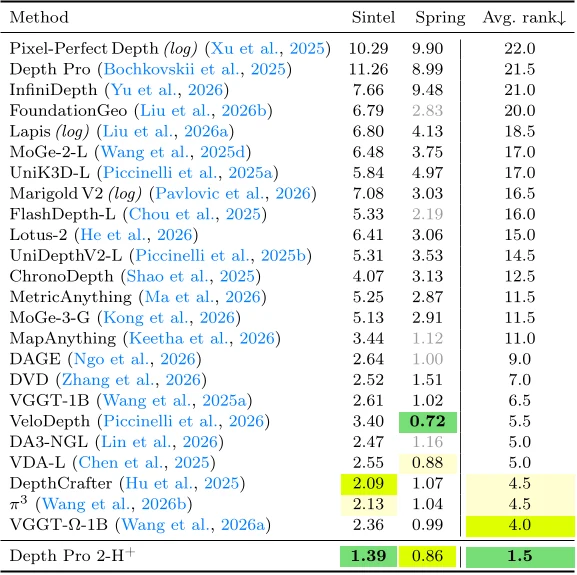 Method Sintel Spring Avg. rank↓
Pixel-Perfect Depth (log) (Xu et al., 2025) 10.29 9.90 22.0
Depth Pro (Bochkovskii et al., 2025) 11.26 8.99 21.5
InfiniDepth (Yu et al., 2026) 7.66 9.48 21.0
FoundationGeo (Liu et al., 2026b) 6.79 2.83 20.0
Lapis (log) (Liu et al., 2026a) 6.80 4.13 18.5
MoGe-2-L (Wang et al., 2025d) 6.48 3.75 17.0
UniK3D-L (Piccinelli et al., 2025a) 5.84 4.97 17.0
Marigold V2 (log) (Pavlovic et al., 2026) 7.08 3.03 16.5
FlashDepth-L (Chou et al., 2025) 5.33 2.19 16.0
Lotus-2 (He et al., 2026) 6.41 3.06 15.0
UniDepthV2-L (Piccinelli et al., 2025b) 5.31 3.53 14.5
ChronoDepth (Shao et al., 2025) 4.07 3.13 12.5
MetricAnything (Ma et al., 2026) 5.25 2.87 11.5
MoGe-3-G (Kong et al., 2026) 5.13 2.91 11.5
MapAnything (Keetha et al., 2026) 3.44 1.12 11.0
DAGE (Ngo et al., 2026) 2.64 1.00 9.0
DVD (Zhang et al., 2026) 2.52 1.51 7.0
VGGT-1B (Wang et al., 2025a) 2.61 1.02 6.5
VeloDepth (Piccinelli et al., 2026) 3.40 0.72 5.5
DA3-NGL (Lin et al., 2026) 2.47 1.16 5.0
VDA-L (Chen et al., 2025) 2.55 0.88 5.0
DepthCrafter (Hu et al., 2025) 2.09 1.07 4.5
π³ (Wang et al., 2026b) 2.13 1.04 4.5
VGGT-Ω-1B (Wang et al., 2026a) 2.36 0.99 4.0
Depth Pro 2-H⁺ 1.39 0.86 1.5